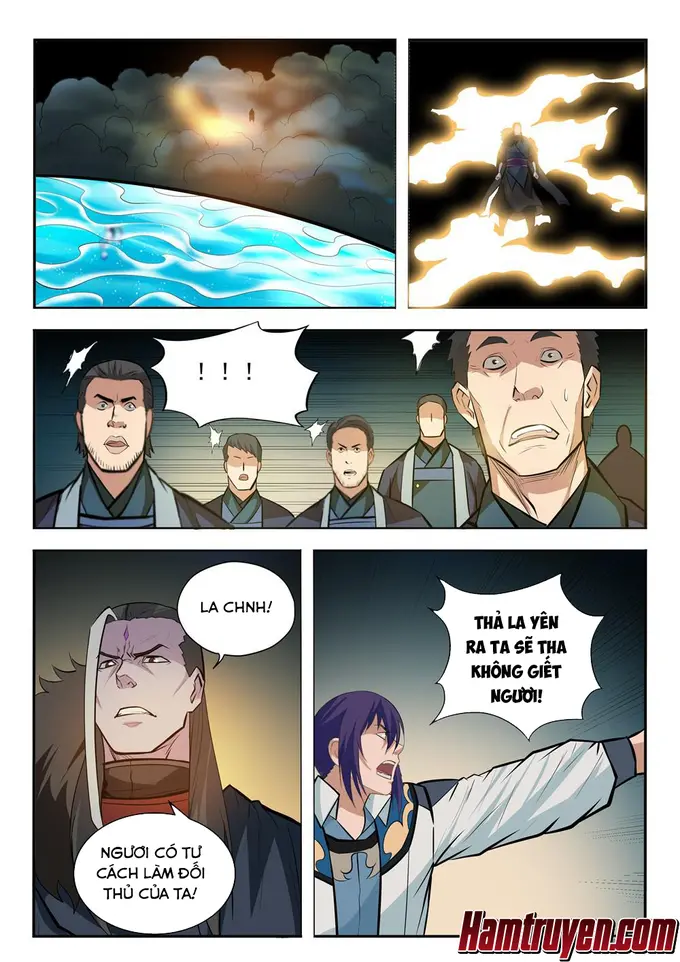 ! ! !
LA CHNH!
THẢ LA YÊN
RA TA SẼ THA
KHÔNG GIẾT
NGƯƠI!
NGƯƠI CÓ TƯ
CÁCH LÀM ĐỐI
THỦ CỦA TA!
Hamtruyen.com